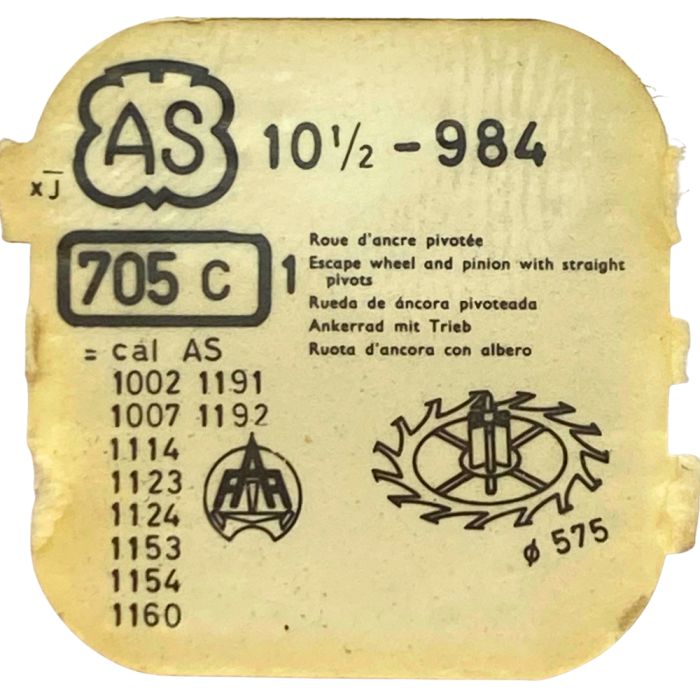 AS 10½ - 984
xJ̅
705 C 1
Roue d'ancre pivotée
Escape wheel and pinion with straight
pivots
Rueda de áncora pivoteada
Ankerrad mit Trieb
Ruota d'ancora con albero
= cal AS
1002 1191
1007 1192
1114
1123
1124
1153
1154
1160
ø 575